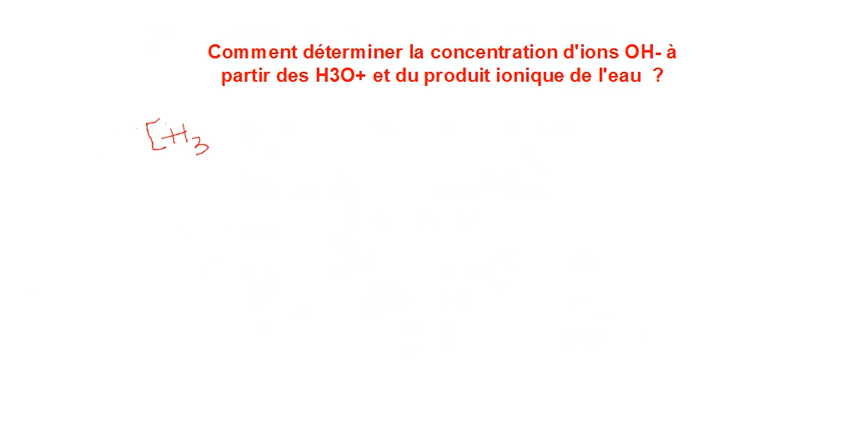 Comment déterminer la concentration d'ions OH- à
partir des H3O+ et du produit ionique de l'eau  ?
[H3